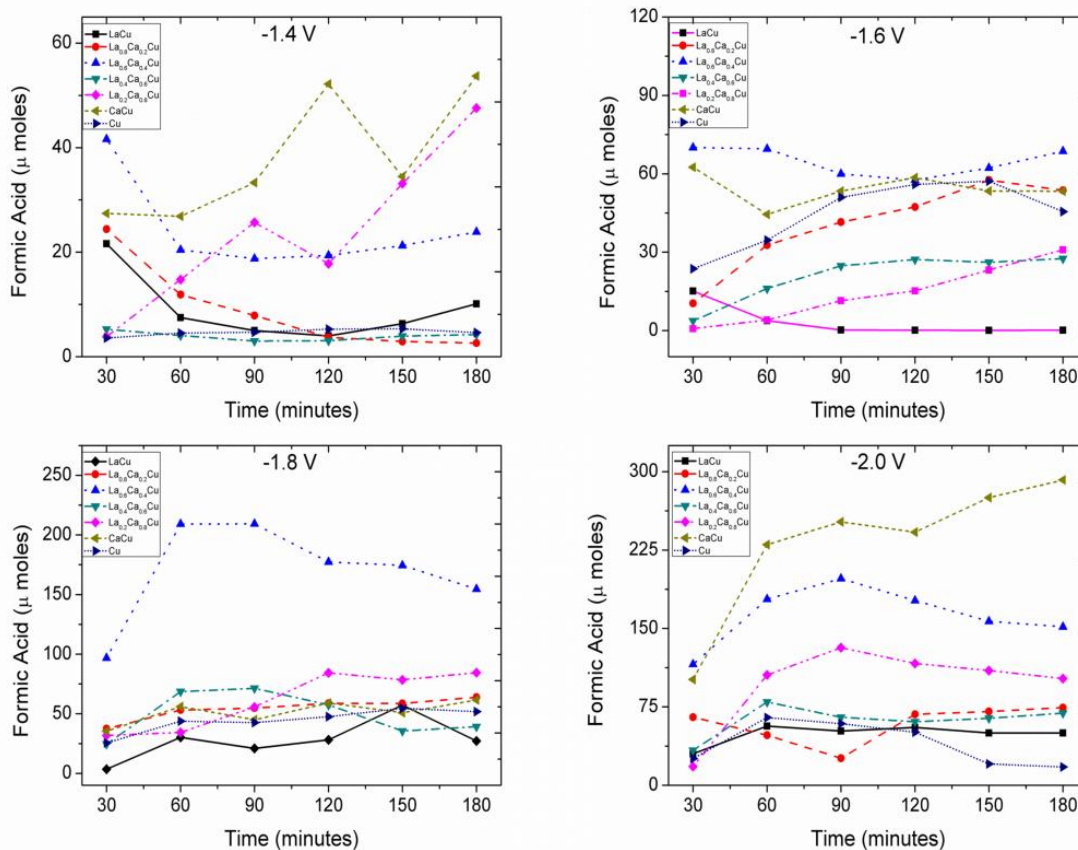 -1.4 V
LaCu
La0.8Ca0.2Cu
La0.6Ca0.4Cu
La0.4Ca0.6Cu
La0.2Ca0.8Cu
CaCu
Cu
Formic Acid (μ moles)
60
40
20
0
30 60 90 120 150 180
Time (minutes)
-1.6 V
LaCu
La0.8Ca0.2Cu
La0.6Ca0.4Cu
La0.4Ca0.6Cu
La0.2Ca0.8Cu
CaCu
Cu
Formic Acid (μ moles)
120
90
60
30
0
30 60 90 120 150 180
Time (minutes)
-1.8 V
LaCu
La0.8Ca0.2Cu
La0.6Ca0.4Cu
La0.4Ca0.6Cu
La0.2Ca0.8Cu
CaCu
Cu
Formic Acid (μ moles)
250
200
150
100
50
0
30 60 90 120 150 180
Time (minutes)
-2.0 V
LaCu
La0.8Ca0.2Cu
La0.6Ca0.4Cu
La0.4Ca0.6Cu
La0.2Ca0.8Cu
CaCu
Cu
Formic Acid (μ moles)
300
225
150
75
0
30 60 90 120 150 180
Time (minutes)